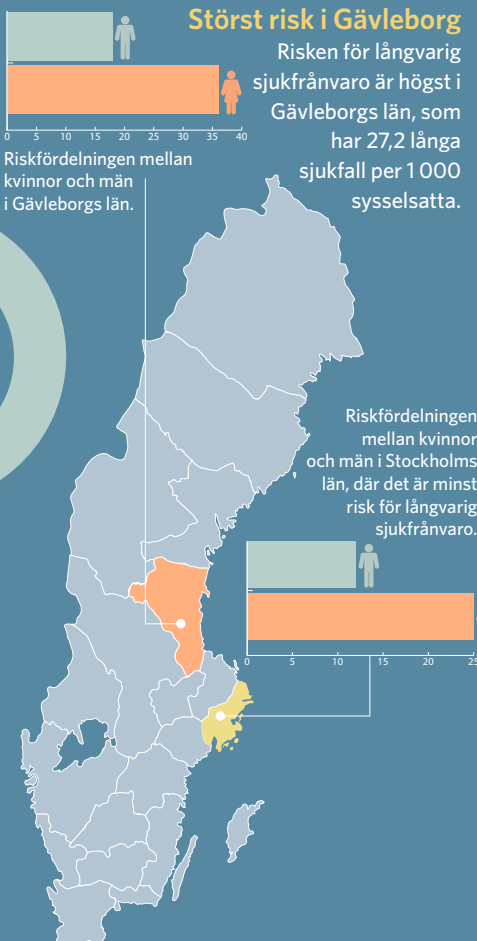 Störst risk i Gävleborg
Risken för långvarig
sjukfrånvaro är högst i
Gävleborgs län, som
har 27,2 långa
sjukfall per 1 000
sysselsatta.
0 5 10 15 20 25 30 35 40
Riskfördelningen mellan
kvinnor och män
i Gävleborgs län.
Riskfördelningen
mellan kvinnor
och män i Stockholms
län, där det är minst
risk för långvarig
sjukfrånvaro.
0 5 10 15 20 25